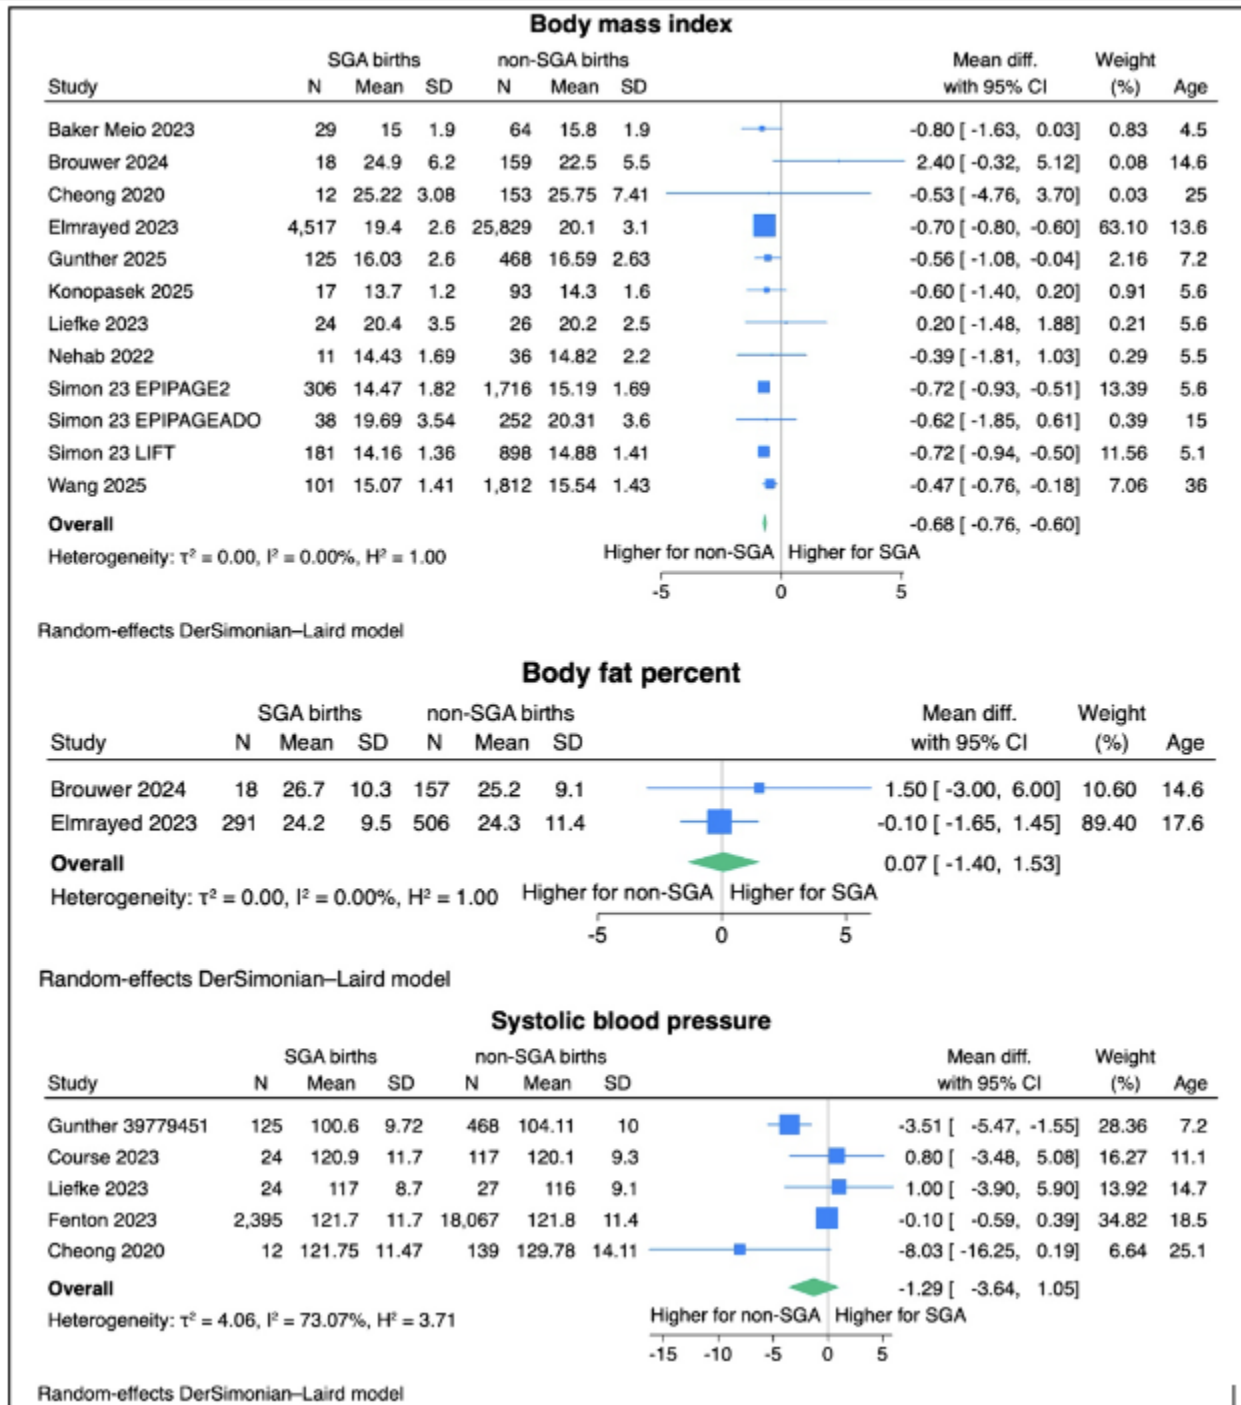 Body mass index
SGA births non-SGA births Mean diff. Weight
Study N Mean SD N Mean SD with 95% CI (%) Age
Baker Meio 2023 29 15 1.9 64 15.8 1.9 -0.80 [ -1.63, 0.03] 0.83 4.5
Brouwer 2024 18 24.9 6.2 159 22.5 5.5 2.40 [ -0.32, 5.12] 0.08 14.6
Cheong 2020 12 25.22 3.08 153 25.75 7.41 -0.53 [ -4.76, 3.70] 0.03 25
Elmrayed 2023 4,517 19.4 2.6 25,829 20.1 3.1 -0.70 [ -0.80, -0.60] 63.10 13.6
Gunther 2025 125 16.03 2.6 468 16.59 2.63 -0.56 [ -1.08, -0.04] 2.16 7.2
Konopasek 2025 17 13.7 1.2 93 14.3 1.6 -0.60 [ -1.40, 0.20] 0.91 5.6
Liefke 2023 24 20.4 3.5 26 20.2 2.5 0.20 [ -1.48, 1.88] 0.21 5.6
Nehab 2022 11 14.43 1.69 36 14.82 2.2 -0.39 [ -1.81, 1.03] 0.29 5.5
Simon 23 EPIPAGE2 306 14.47 1.82 1,716 15.19 1.69 -0.72 [ -0.93, -0.51] 13.39 5.6
Simon 23 EPIPAGEADO 38 19.69 3.54 252 20.31 3.6 -0.62 [ -1.85, 0.61] 0.39 15
Simon 23 LIFT 181 14.16 1.36 898 14.88 1.41 -0.72 [ -0.94, -0.50] 11.56 5.1
Wang 2025 101 15.07 1.41 1,812 15.54 1.43 -0.47 [ -0.76, -0.18] 7.06 36
Overall -0.68 [ -0.76, -0.60]
Heterogeneity: τ² = 0.00, I² = 0.00%, H² = 1.00 Higher for non-SGA Higher for SGA
-5 0 5
Random-effects DerSimonian–Laird model
Body fat percent
SGA births non-SGA births Mean diff. Weight
Study N Mean SD N Mean SD with 95% CI (%) Age
Brouwer 2024 18 26.7 10.3 157 25.2 9.1 1.50 [ -3.00, 6.00] 10.60 14.6
Elmrayed 2023 291 24.2 9.5 506 24.3 11.4 -0.10 [ -1.65, 1.45] 89.40 17.6
Overall 0.07 [ -1.40, 1.53]
Heterogeneity: τ² = 0.00, I² = 0.00%, H² = 1.00 Higher for non-SGA Higher for SGA
-5 0 5
Random-effects DerSimonian–Laird model
Systolic blood pressure
SGA births non-SGA births Mean diff. Weight
Study N Mean SD N Mean SD with 95% CI (%) Age
Gunther 39779451 125 100.6 9.72 468 104.11 10 -3.51 [ -5.47, -1.55] 28.36 7.2
Course 2023 24 120.9 11.7 117 120.1 9.3 0.80 [ -3.48, 5.08] 16.27 11.1
Liefke 2023 24 117 8.7 27 116 9.1 1.00 [ -3.90, 5.90] 13.92 14.7
Fenton 2023 2,395 121.7 11.7 18,067 121.8 11.4 -0.10 [ -0.59, 0.39] 34.82 18.5
Cheong 2020 12 121.75 11.47 139 129.78 14.11 -8.03 [ -16.25, 0.19] 6.64 25.1
Overall -1.29 [ -3.64, 1.05]
Heterogeneity: τ² = 4.06, I² = 73.07%, H² = 3.71 Higher for non-SGA Higher for SGA
-15 -10 -5 0 5
Random-effects DerSimonian–Laird model